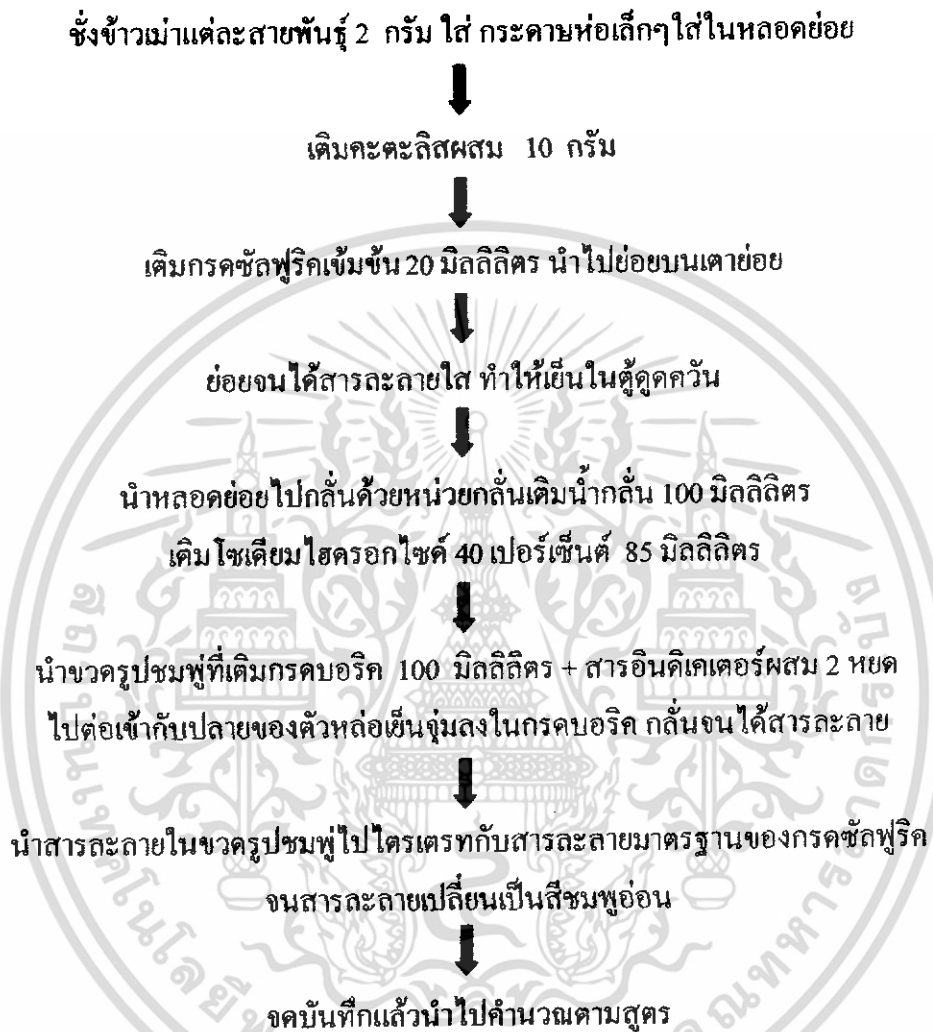 ชั่งข้าวเม่าแต่ละสายพันธุ์ 2 กรัม ใส่ กระดาษห่อเล็กๆใส่ในหลอดย่อย
เติมคะตะลิสผสม 10 กรัม
เติมกรดซัลฟูริคเข้มข้น 20 มิลลิลิตร นำไปย่อยบนเตาย่อย
ย่อยจนได้สารละลายใส ทำให้เย็นในตู้ดูดควัน
นำหลอดย่อยไปกลั่นด้วยหน่วยกลั่นเติมน้ำกลั่น 100 มิลลิลิตร
เติมโซเดียมไฮดรอกไซด์ 40 เปอร์เซ็นต์ 85 มิลลิลิตร
นำขวดรูปชมพู่ที่เติมกรดบอริค 100 มิลลิลิตร + สารอินดิเคเตอร์ผสม 2 หยด
ไปต่อเข้ากับปลายของตัวหล่อเย็นจุ่มลงในกรดบอริค กลั่นจนได้สารละลาย
นำสารละลายในขวดรูปชมพู่ไปไตรเตรทกับสารละลายมาตรฐานของกรดซัลฟูริค
จนสารละลายเปลี่ยนเป็นสีชมพูอ่อน
จดบันทึกแล้วนำไปคำนวณตามสูตร